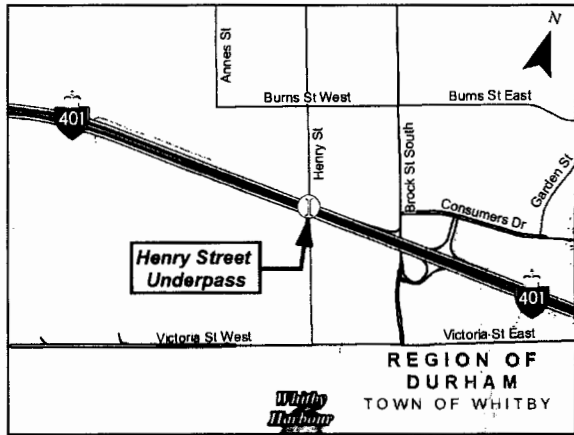 N
Annes St
Burns St West
Burns St East
401
Henry St
Brock St South
Garden St
Consumers Dr
Henry Street
Underpass
401
Victoria St West
Victoria St East
REGION OF
DURHAM
TOWN OF WHITBY
Whitby
Harbour